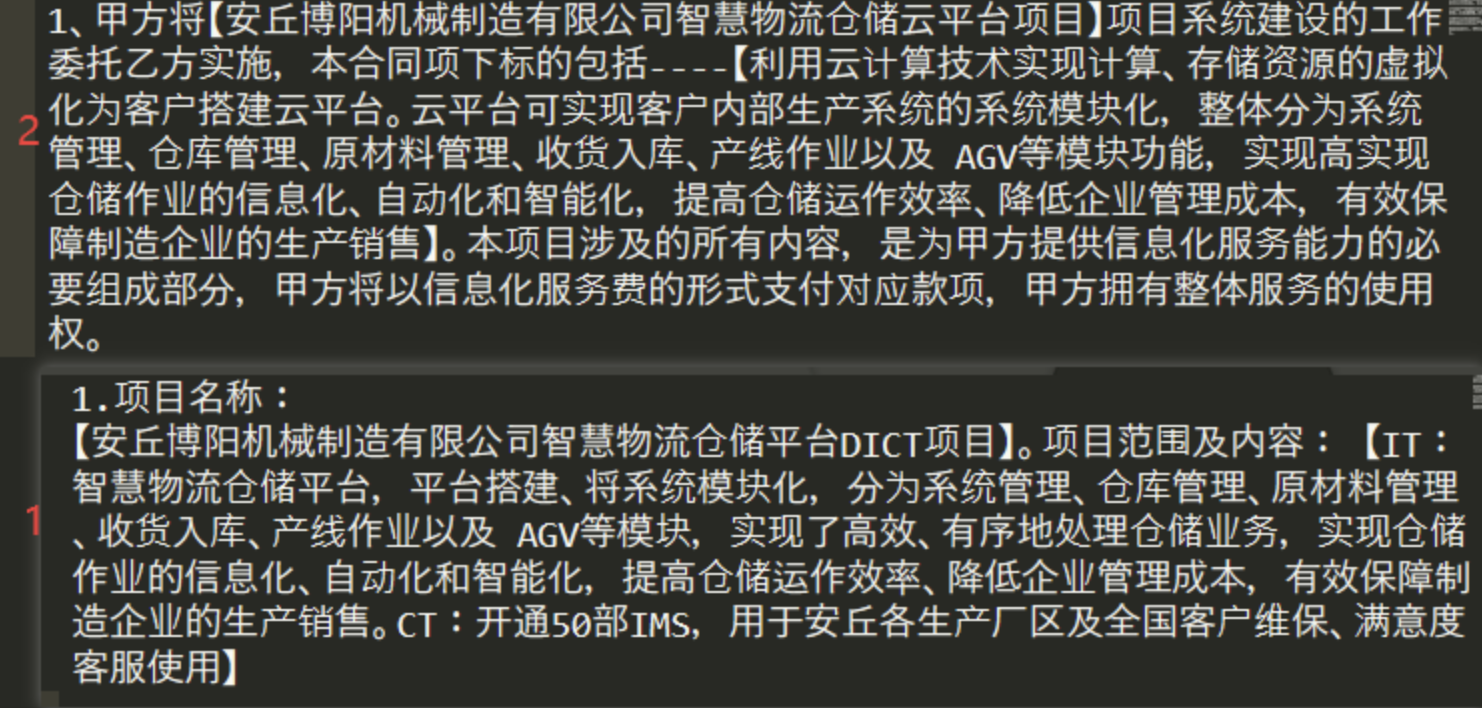 1、甲方将【安丘博阳机械制造有限公司智慧物流仓储云平台项目】项目系统建设的工作
委托乙方实施，本合同项下标的包括----【利用云计算技术实现计算、存储资源的虚拟
2
化为客户搭建云平台。云平台可实现客户内部生产系统的系统模块化，整体分为系统
管理、仓库管理、原材料管理、收货入库、产线作业以及 AGV等模块功能，实现高实现
仓储作业的信息化、自动化和智能化，提高仓储运作效率、降低企业管理成本，有效保
障制造企业的生产销售】。本项目涉及的所有内容，是为甲方提供信息化服务能力的必
要组成部分，甲方将以信息化服务费的形式支付对应款项，甲方拥有整体服务的使用
权。
1.项目名称：
【安丘博阳机械制造有限公司智慧物流仓储平台DICT项目】。项目范围及内容：【IT：
智慧物流仓储平台，平台搭建、将系统模块化，分为系统管理、仓库管理、原材料管理
1
、收货入库、产线作业以及 AGV等模块，实现了高效、有序地处理仓储业务，实现仓储
作业的信息化、自动化和智能化，提高仓储运作效率、降低企业管理成本，有效保障制
造企业的生产销售。CT：开通50部IMS，用于安丘各生产厂区及全国客户维保、满意度
客服使用】